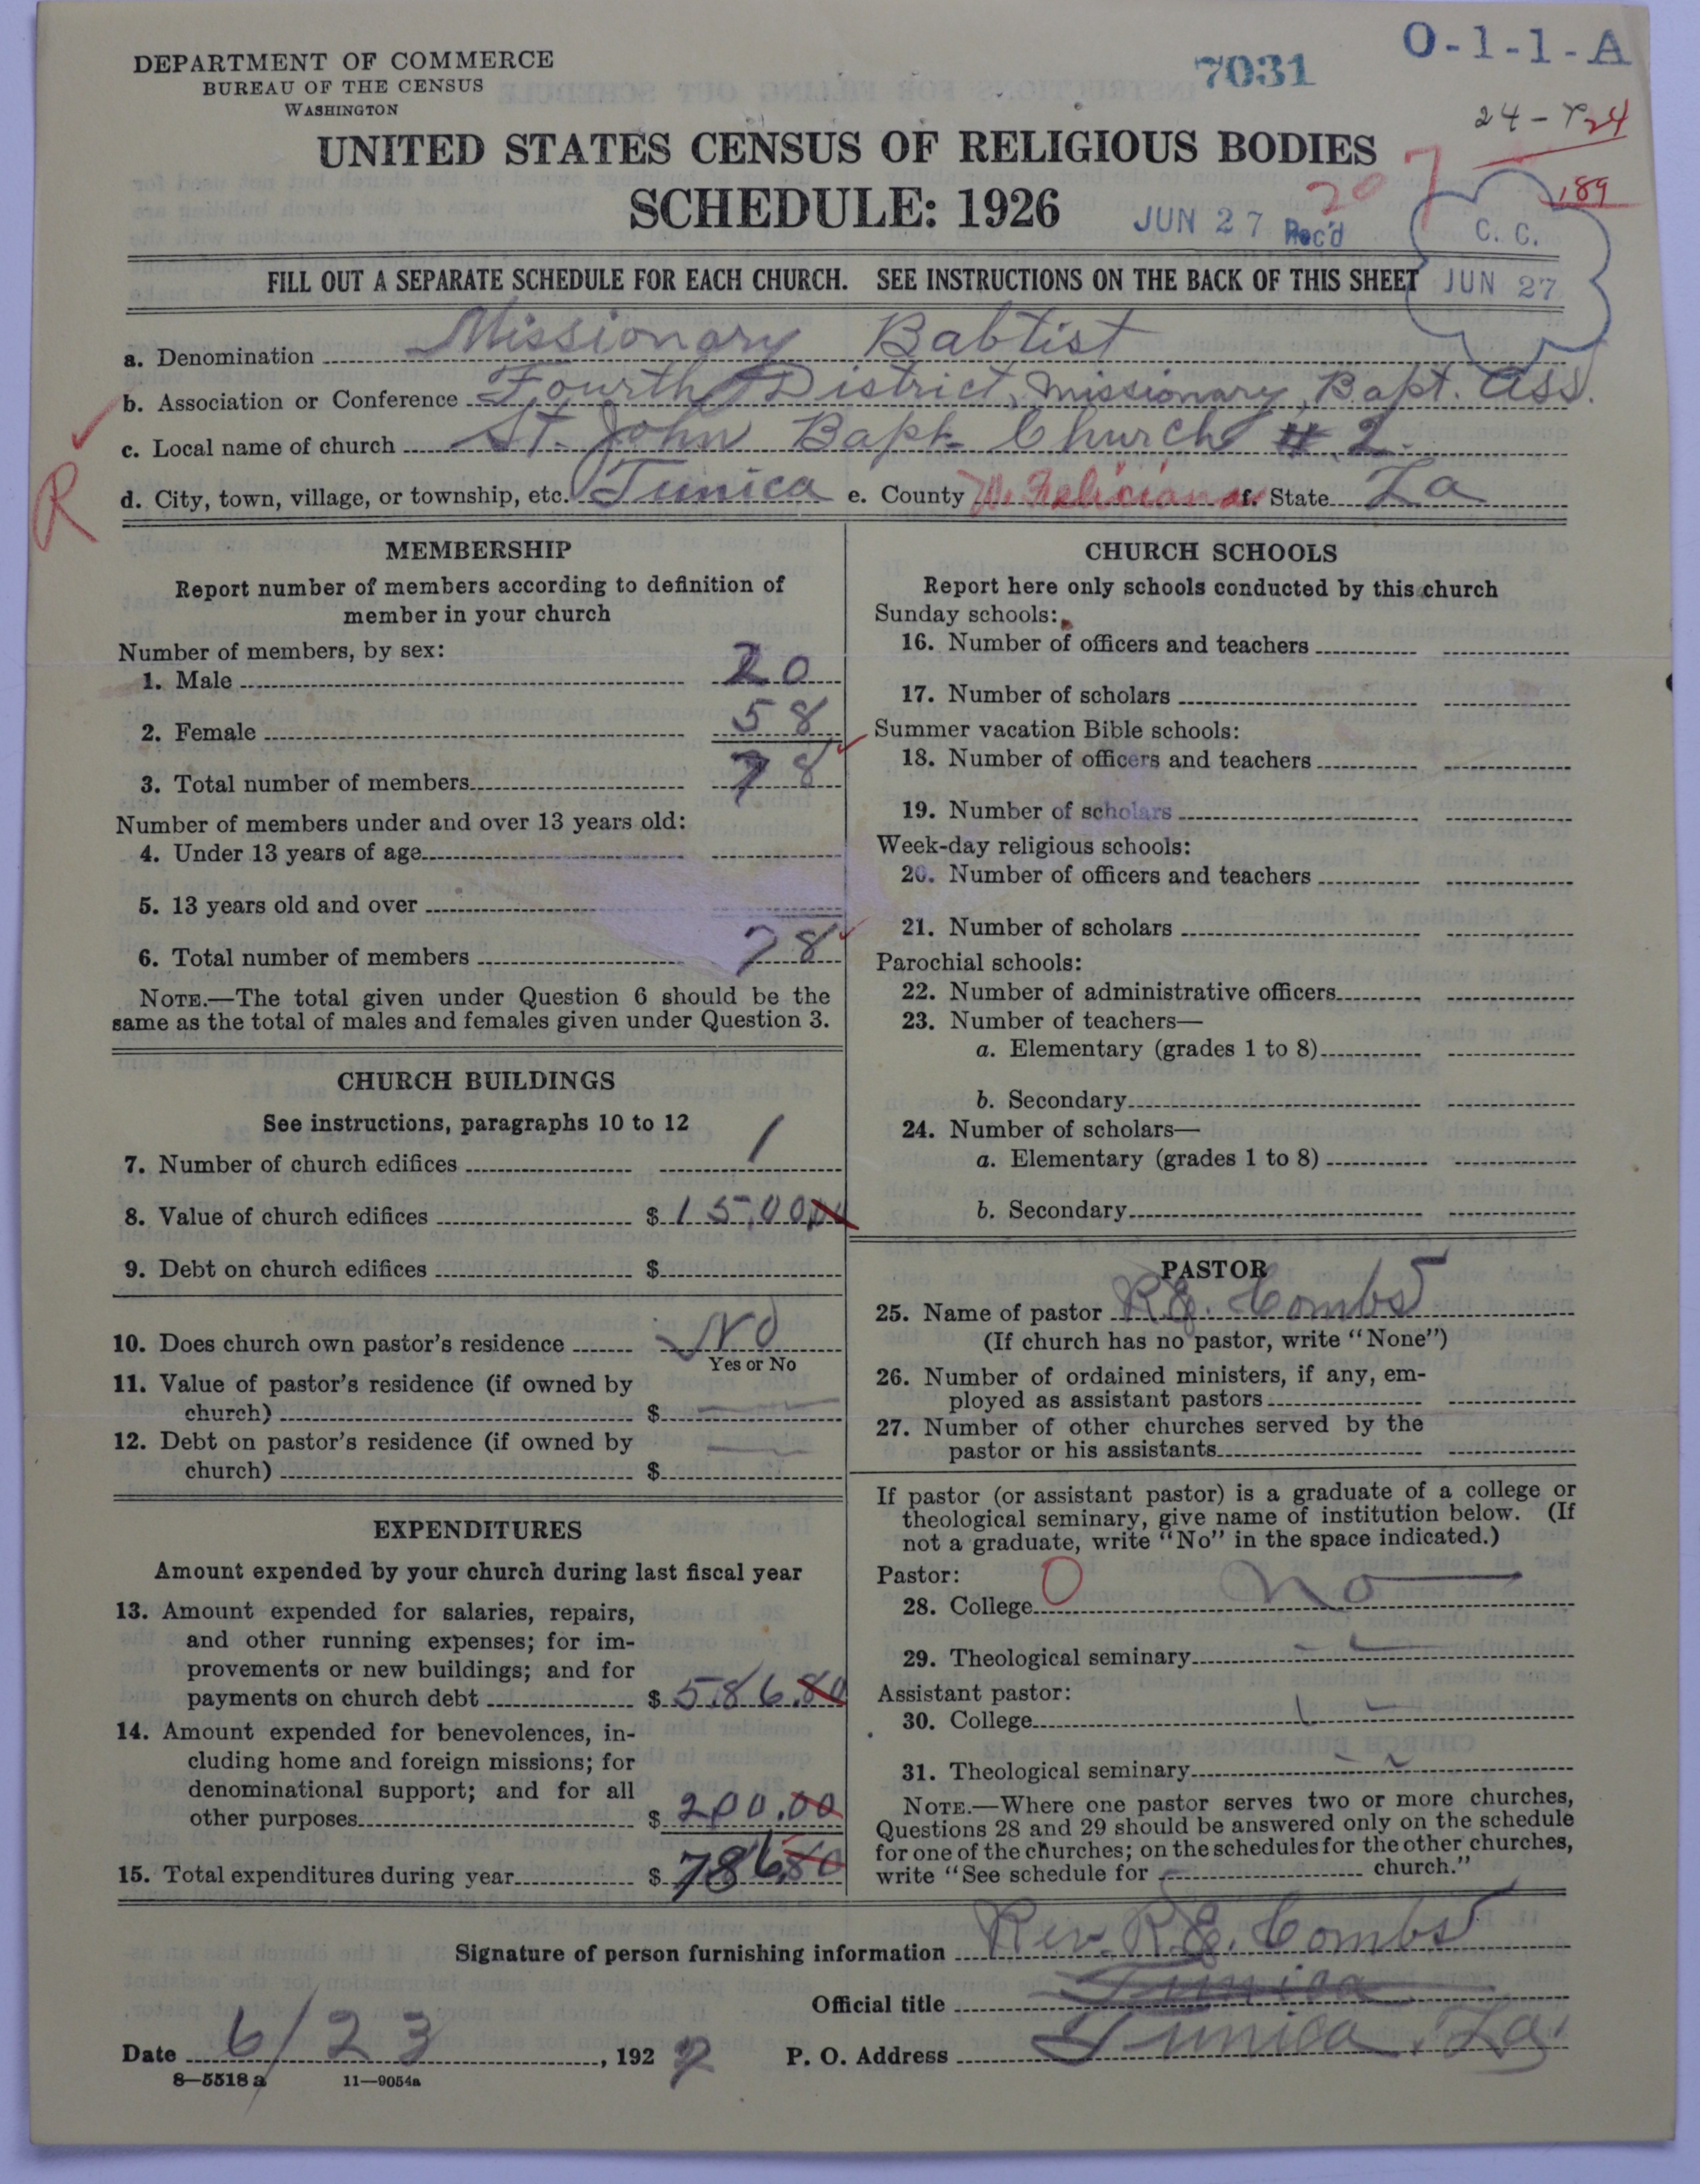 DEPARTMENT OF COMMERCE
BUREAU OF THE CENSUS
WASHINGTON
7031
O-1-1-A
24-
24
189
UNITED STATES CENSUS OF RELIGIOUS BODIES
SCHEDULE: 1926
JUN 27 Rec'd
207
C. C.
JUN 27
FILL OUT A SEPARATE SCHEDULE FOR EACH CHURCH. SEE INSTRUCTIONS ON THE BACK OF THIS SHEET
a. Denomination Missionary Babtist
b. Association or Conference Fourth District, Missionary, Bapt. Ass.
c. Local name of church St. John Bapt. Church # 2.
R
d. City, town, village, or township, etc. Tunica e. County W. Feliciana f. State La
MEMBERSHIP
Report number of members according to definition of
member in your church
Number of members, by sex:
1. Male 20
2. Female 58
3. Total number of members 78
Number of members under and over 13 years old:
4. Under 13 years of age
5. 13 years old and over
6. Total number of members 78
NOTE.—The total given under Question 6 should be the
same as the total of males and females given under Question 3.
CHURCH BUILDINGS
See instructions, paragraphs 10 to 12
7. Number of church edifices 1
8. Value of church edifices $ 1500.00
9. Debt on church edifices $
10. Does church own pastor's residence No
Yes or No
11. Value of pastor's residence (if owned by
church) $
12. Debt on pastor's residence (if owned by
church) $
EXPENDITURES
Amount expended by your church during last fiscal year
13. Amount expended for salaries, repairs,
and other running expenses; for im-
provements or new buildings; and for
payments on church debt $ 586.80
14. Amount expended for benevolences, in-
cluding home and foreign missions; for
denominational support; and for all
other purposes $ 200.00
15. Total expenditures during year $ 786.80
CHURCH SCHOOLS
Report here only schools conducted by this church
Sunday schools:
16. Number of officers and teachers
17. Number of scholars
Summer vacation Bible schools:
18. Number of officers and teachers
19. Number of scholars
Week-day religious schools:
20. Number of officers and teachers
21. Number of scholars
Parochial schools:
22. Number of administrative officers
23. Number of teachers—
a. Elementary (grades 1 to 8)
b. Secondary
24. Number of scholars—
a. Elementary (grades 1 to 8)
b. Secondary
PASTOR
25. Name of pastor R.E. Combs
(If church has no pastor, write "None")
26. Number of ordained ministers, if any, em-
ployed as assistant pastors
27. Number of other churches served by the
pastor or his assistants
If pastor (or assistant pastor) is a graduate of a college or
theological seminary, give name of institution below. (If
not a graduate, write "No" in the space indicated.)
Pastor:
28. College O no
29. Theological seminary
Assistant pastor:
30. College
31. Theological seminary
NOTE.—Where one pastor serves two or more churches,
Questions 28 and 29 should be answered only on the schedule
for one of the churches; on the schedules for the other churches,
write "See schedule for church."
Signature of person furnishing information Rev. R.E. Combs
Official title Tunica
Date 6/23, 1927 P. O. Address Tunica, La.
8—5518 a 11—9054a